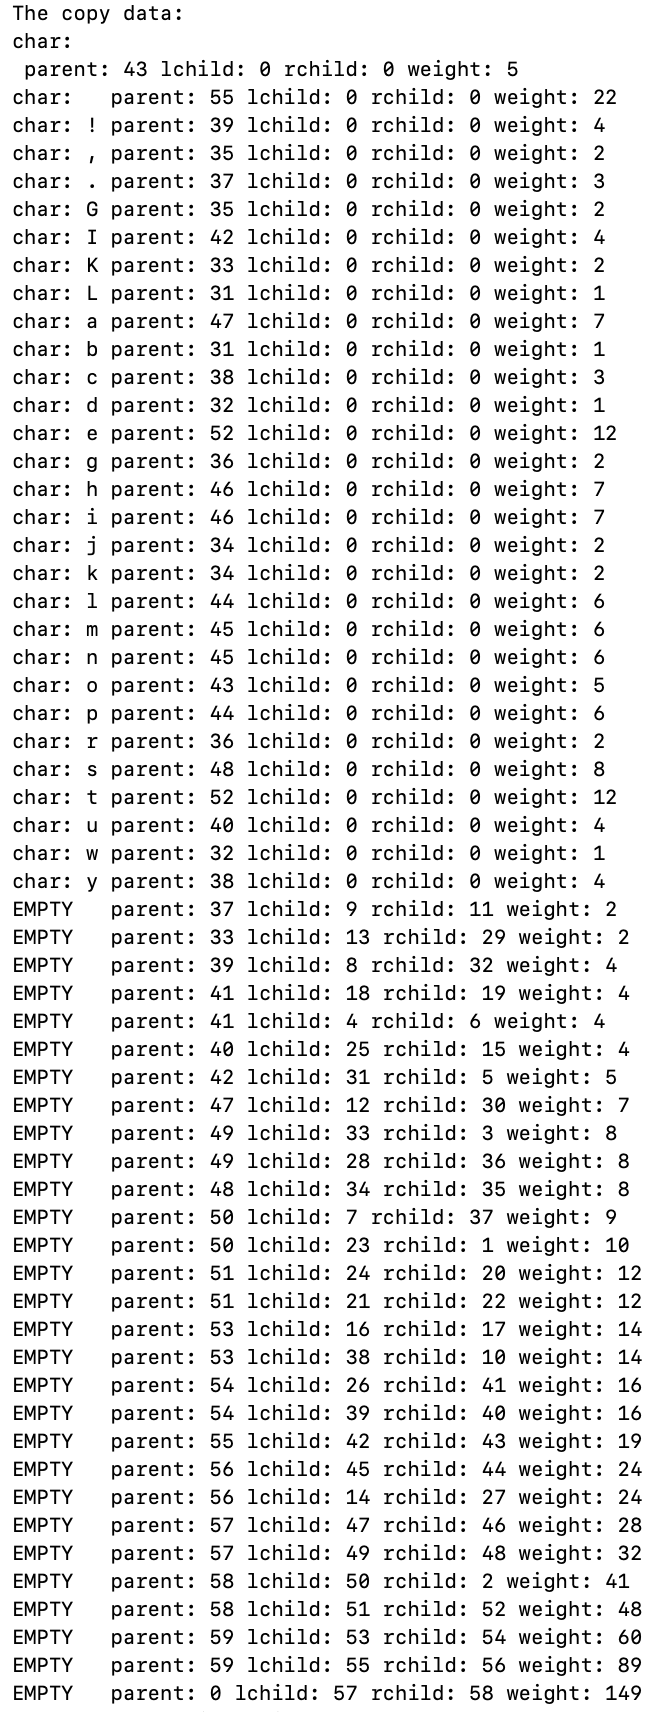 The copy data:
char:
 parent: 43 lchild: 0 rchild: 0 weight: 5
char:   parent: 55 lchild: 0 rchild: 0 weight: 22
char: ! parent: 39 lchild: 0 rchild: 0 weight: 4
char: , parent: 35 lchild: 0 rchild: 0 weight: 2
char: . parent: 37 lchild: 0 rchild: 0 weight: 3
char: G parent: 35 lchild: 0 rchild: 0 weight: 2
char: I parent: 42 lchild: 0 rchild: 0 weight: 4
char: K parent: 33 lchild: 0 rchild: 0 weight: 2
char: L parent: 31 lchild: 0 rchild: 0 weight: 1
char: a parent: 47 lchild: 0 rchild: 0 weight: 7
char: b parent: 31 lchild: 0 rchild: 0 weight: 1
char: c parent: 38 lchild: 0 rchild: 0 weight: 3
char: d parent: 32 lchild: 0 rchild: 0 weight: 1
char: e parent: 52 lchild: 0 rchild: 0 weight: 12
char: g parent: 36 lchild: 0 rchild: 0 weight: 2
char: h parent: 46 lchild: 0 rchild: 0 weight: 7
char: i parent: 46 lchild: 0 rchild: 0 weight: 7
char: j parent: 34 lchild: 0 rchild: 0 weight: 2
char: k parent: 34 lchild: 0 rchild: 0 weight: 2
char: l parent: 44 lchild: 0 rchild: 0 weight: 6
char: m parent: 45 lchild: 0 rchild: 0 weight: 6
char: n parent: 45 lchild: 0 rchild: 0 weight: 6
char: o parent: 43 lchild: 0 rchild: 0 weight: 5
char: p parent: 44 lchild: 0 rchild: 0 weight: 6
char: r parent: 36 lchild: 0 rchild: 0 weight: 2
char: s parent: 48 lchild: 0 rchild: 0 weight: 8
char: t parent: 52 lchild: 0 rchild: 0 weight: 12
char: u parent: 40 lchild: 0 rchild: 0 weight: 4
char: w parent: 32 lchild: 0 rchild: 0 weight: 1
char: y parent: 38 lchild: 0 rchild: 0 weight: 4
EMPTY   parent: 37 lchild: 9 rchild: 11 weight: 2
EMPTY   parent: 33 lchild: 13 rchild: 29 weight: 2
EMPTY   parent: 39 lchild: 8 rchild: 32 weight: 4
EMPTY   parent: 41 lchild: 18 rchild: 19 weight: 4
EMPTY   parent: 41 lchild: 4 rchild: 6 weight: 4
EMPTY   parent: 40 lchild: 25 rchild: 15 weight: 4
EMPTY   parent: 42 lchild: 31 rchild: 5 weight: 5
EMPTY   parent: 47 lchild: 12 rchild: 30 weight: 7
EMPTY   parent: 49 lchild: 33 rchild: 3 weight: 8
EMPTY   parent: 49 lchild: 28 rchild: 36 weight: 8
EMPTY   parent: 48 lchild: 34 rchild: 35 weight: 8
EMPTY   parent: 50 lchild: 7 rchild: 37 weight: 9
EMPTY   parent: 50 lchild: 23 rchild: 1 weight: 10
EMPTY   parent: 51 lchild: 24 rchild: 20 weight: 12
EMPTY   parent: 51 lchild: 21 rchild: 22 weight: 12
EMPTY   parent: 53 lchild: 16 rchild: 17 weight: 14
EMPTY   parent: 53 lchild: 38 rchild: 10 weight: 14
EMPTY   parent: 54 lchild: 26 rchild: 41 weight: 16
EMPTY   parent: 54 lchild: 39 rchild: 40 weight: 16
EMPTY   parent: 55 lchild: 42 rchild: 43 weight: 19
EMPTY   parent: 56 lchild: 45 rchild: 44 weight: 24
EMPTY   parent: 56 lchild: 14 rchild: 27 weight: 24
EMPTY   parent: 57 lchild: 47 rchild: 46 weight: 28
EMPTY   parent: 57 lchild: 49 rchild: 48 weight: 32
EMPTY   parent: 58 lchild: 50 rchild: 2 weight: 41
EMPTY   parent: 58 lchild: 51 rchild: 52 weight: 48
EMPTY   parent: 59 lchild: 53 rchild: 54 weight: 60
EMPTY   parent: 59 lchild: 55 rchild: 56 weight: 89
EMPTY   parent: 0 lchild: 57 rchild: 58 weight: 149